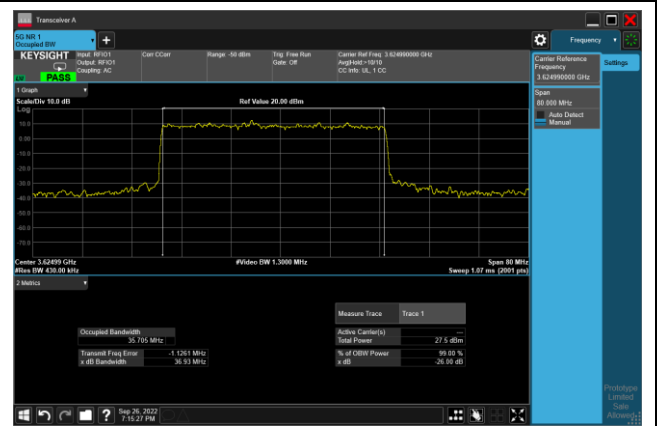 Transceiver A
5G NR 1
Occupied BW
Frequency
KEYSIGHT
Input: RFIO1
Output: RFIO1
Coupling: AC
Corr CCorr
Range: -50 dBm
Trig: Free Run
Gate: Off
Carrier Ref Freq: 3.624990000 GHz
Avg|Hold:>10/10
CC Info: UL, 1 CC
PASS
Carrier Reference
Frequency
3.624990000 GHz
Settings
Span
80.000 MHz
Auto Detect
Manual
1 Graph
Scale/Div 10.0 dB
Ref Value 20.00 dBm
Log
10.0
0.00
-10.0
-20.0
-30.0
-40.0
-50.0
-60.0
-70.0
Center 3.62499 GHz
#Video BW 1.3000 MHz
Span 80 MHz
#Res BW 430.00 kHz
Sweep 1.07 ms (2001 pts)
2 Metrics
Measure Trace
Trace 1
Occupied Bandwidth
35.705 MHz
Active Carrier(s)
---
Total Power
27.5 dBm
Transmit Freq Error
-1.1261 MHz
% of OBW Power
99.00 %
x dB Bandwidth
36.93 MHz
x dB
-26.00 dB
Sep 26, 2022
7:15:27 PM
Prototype
Limited
Sale
Allowed